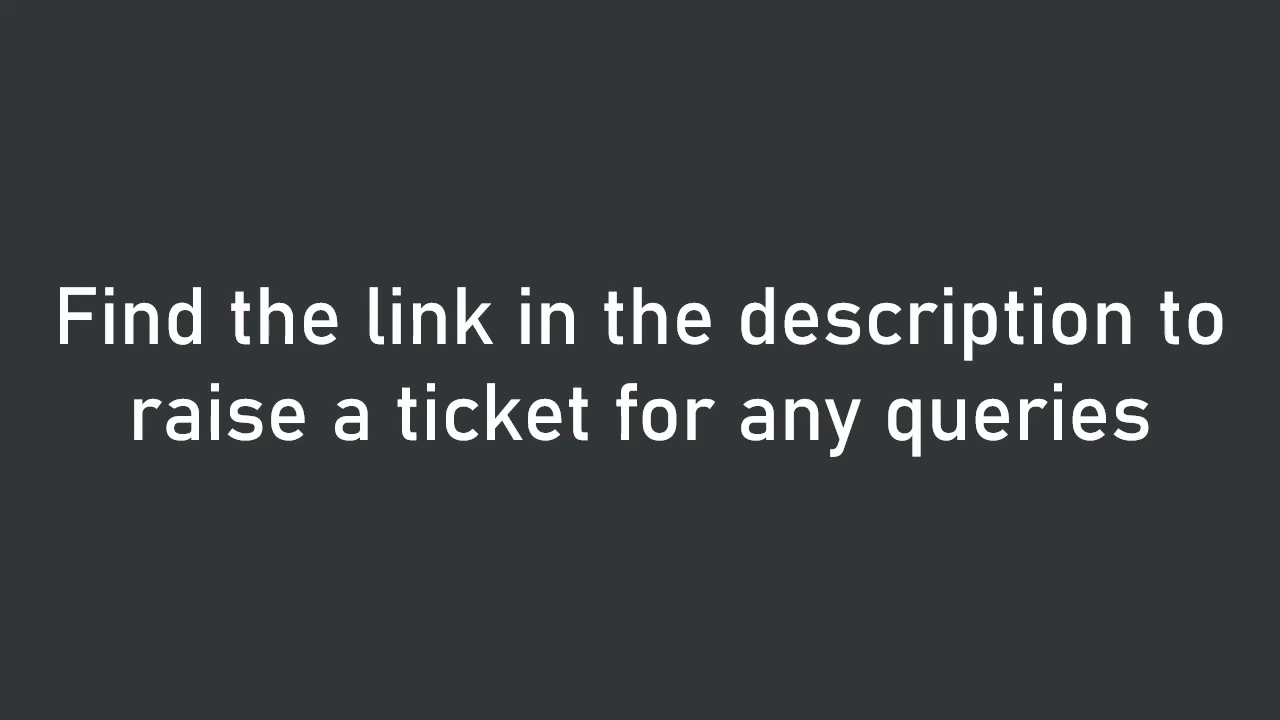 Find the link in the description to
raise a ticket for any queries